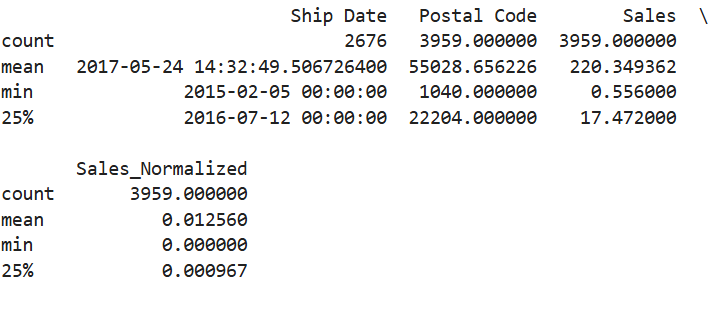 Ship Date Postal Code Sales \
count 2676 3959.000000 3959.000000
mean 2017-05-24 14:32:49.506726400 55028.656226 220.349362
min 2015-02-05 00:00:00 1040.000000 0.556000
25% 2016-07-12 00:00:00 22204.000000 17.472000
Sales_Normalized
count 3959.000000
mean 0.012560
min 0.000000
25% 0.000967